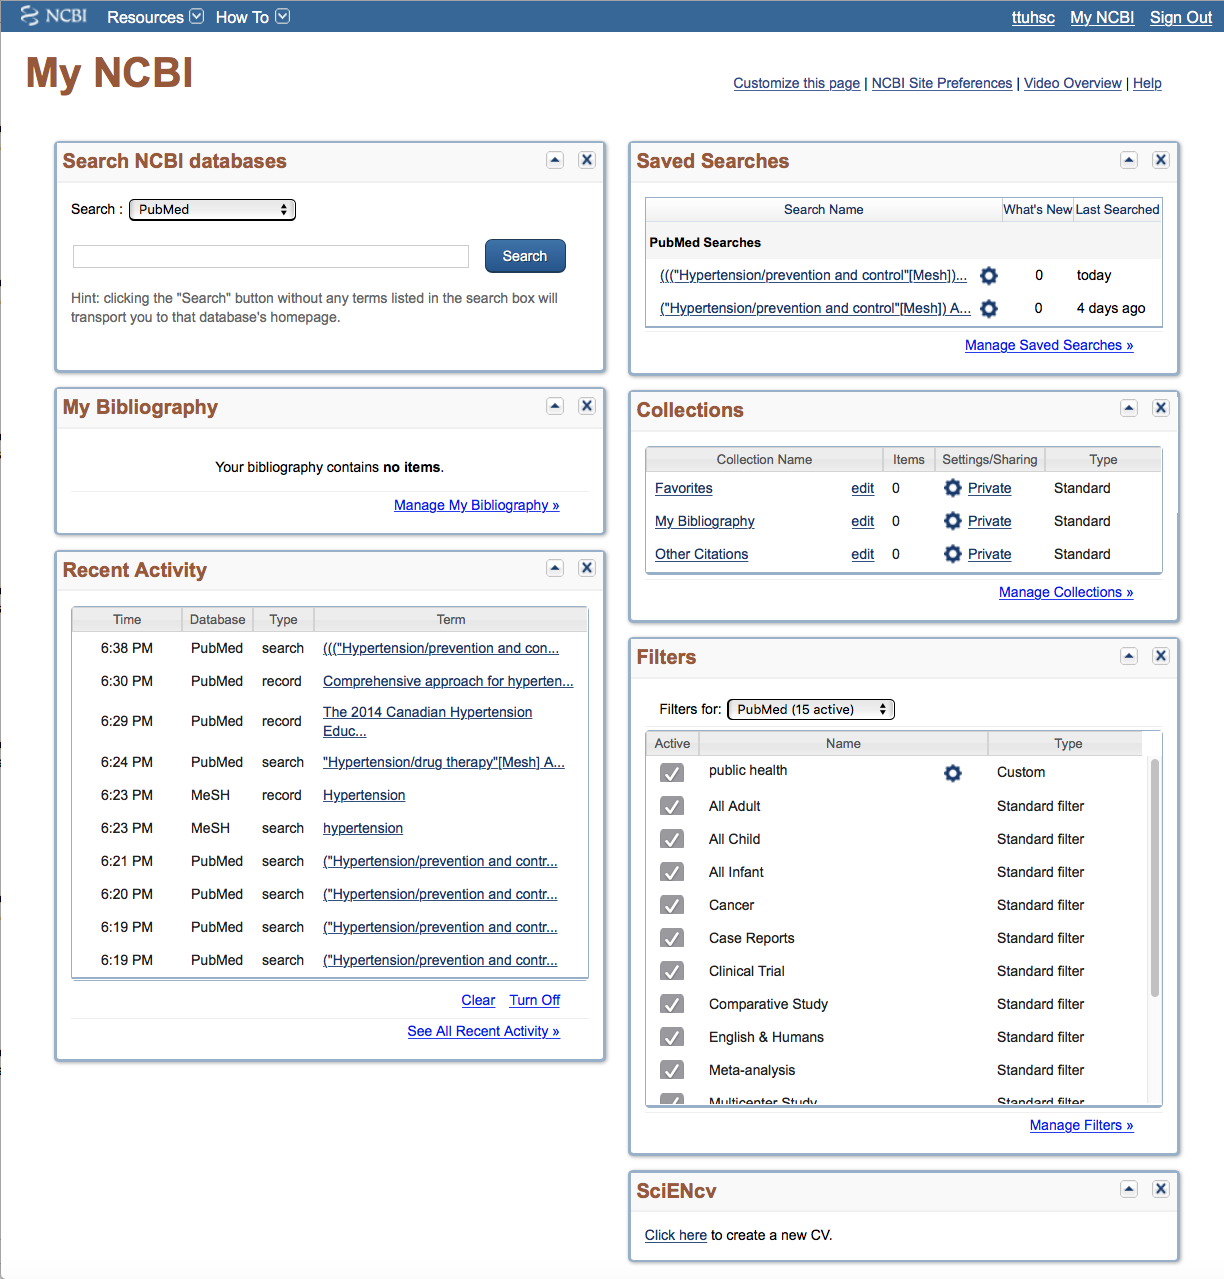 NCBI Resources How To ttuhsc My NCBI Sign Out
My NCBI
Customize this page | NCBI Site Preferences | Video Overview | Help
Search NCBI databases
Search : PubMed
Search
Hint: clicking the "Search" button without any terms listed in the search box will
transport you to that database's homepage.
My Bibliography
Your bibliography contains no items.
Manage My Bibliography »
Recent Activity
Time Database Type Term
6:38 PM PubMed search ((("Hypertension/prevention and con...
6:30 PM PubMed record Comprehensive approach for hyperten...
6:29 PM PubMed record The 2014 Canadian Hypertension
Educ...
6:24 PM PubMed search "Hypertension/drug therapy"[Mesh] A...
6:23 PM MeSH record Hypertension
6:23 PM MeSH search hypertension
6:21 PM PubMed search ("Hypertension/prevention and contr...
6:20 PM PubMed search ("Hypertension/prevention and contr...
6:19 PM PubMed search ("Hypertension/prevention and contr...
6:19 PM PubMed search ("Hypertension/prevention and contr...
Clear Turn Off
See All Recent Activity »
Saved Searches
Search Name What's New Last Searched
PubMed Searches
((("Hypertension/prevention and control"[Mesh])... 0 today
("Hypertension/prevention and control"[Mesh]) A... 0 4 days ago
Manage Saved Searches »
Collections
Collection Name Items Settings/Sharing Type
Favorites edit 0 Private Standard
My Bibliography edit 0 Private Standard
Other Citations edit 0 Private Standard
Manage Collections »
Filters
Filters for: PubMed (15 active)
Active Name Type
public health Custom
All Adult Standard filter
All Child Standard filter
All Infant Standard filter
Cancer Standard filter
Case Reports Standard filter
Clinical Trial Standard filter
Comparative Study Standard filter
English & Humans Standard filter
Meta-analysis Standard filter
Multicenter Study Standard filter
Manage Filters »
SciENcv
Click here to create a new CV.